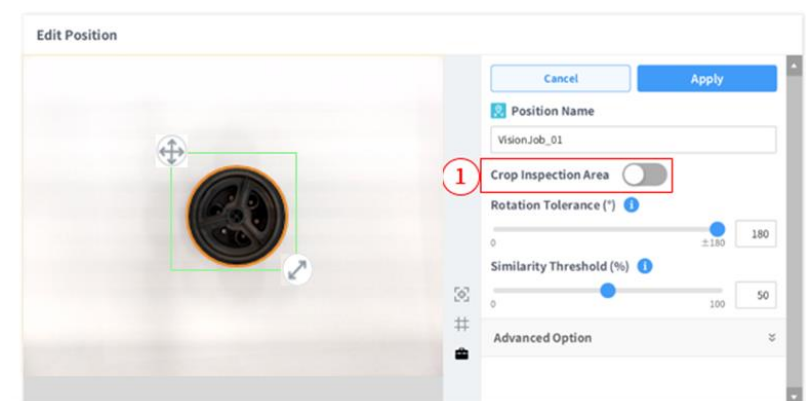 Edit Position
Cancel
Apply
Position Name
VisionJob_01
1
Crop Inspection Area
Rotation Tolerance (°) i
0
±180
180
Similarity Threshold (%) i
0
100
50
Advanced Option